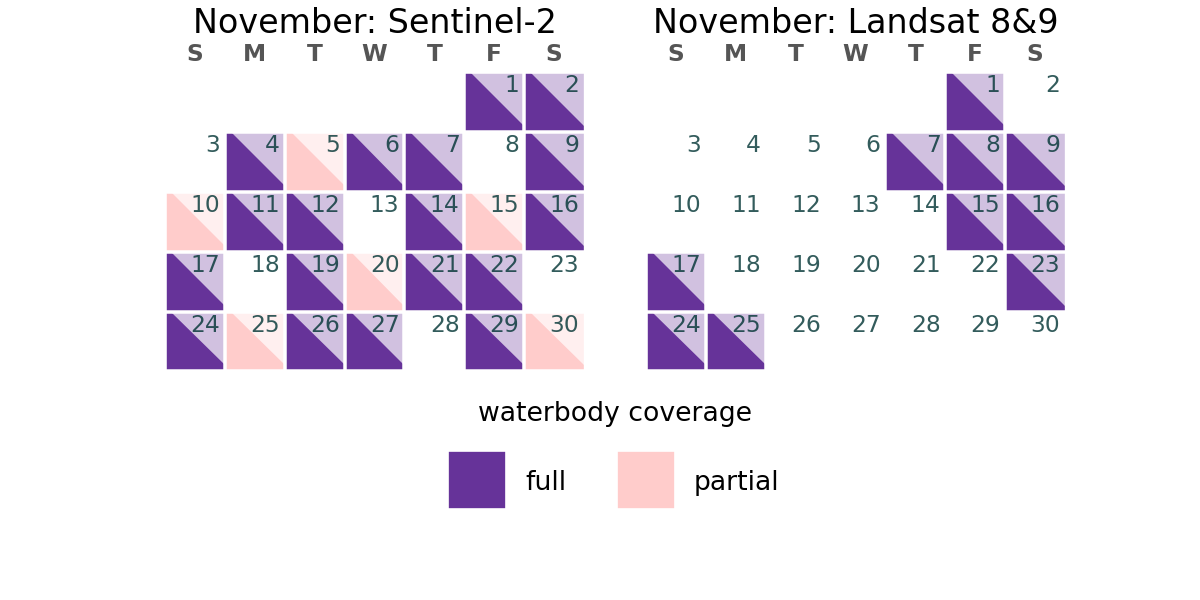 November: Sentinel-2
S M T W T F S
1 2
3 4 5 6 7 8 9
10 11 12 13 14 15 16
17 18 19 20 21 22 23
24 25 26 27 28 29 30
November: Landsat 8&9
S M T W T F S
1 2
3 4 5 6 7 8 9
10 11 12 13 14 15 16
17 18 19 20 21 22 23
24 25 26 27 28 29 30
waterbody coverage
full
partial